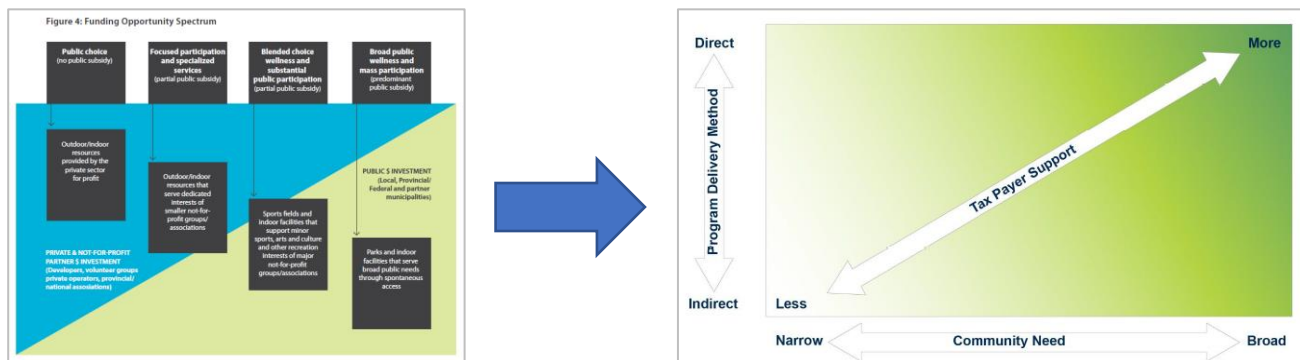 Figure 4: Funding Opportunity Spectrum
Public choice
(no public subsidy)
Focused participation
and specialized
services
(partial public subsidy)
Blended choice
wellness and
substantial
public participation
(partial public subsidy)
Broad public
wellness and
mass participation
(predominant
public subsidy)
Outdoor/indoor
resources
provided by the
private sector
for profit
Outdoor/indoor
resources that
serve dedicated
interests of
smaller not-for-
profit groups/
associations
Sports fields and
indoor facilities that
support minor
sports, arts and culture
and other recreation
interests of major
not-for-profit
groups/associations
Parks and indoor
facilities that serve
broad public needs
through spontaneous
access
PUBLIC $ INVESTMENT
(Local, Provincial/
Federal and partner
municipalities)
PRIVATE & NOT-FOR-PROFIT
PARTNER $ INVESTMENT
(Developers, volunteer groups
private operators, provincial/
national assosiations)
Direct
Program Delivery Method
Indirect
More
Tax Payer Support
Less
Narrow
Community Need
Broad